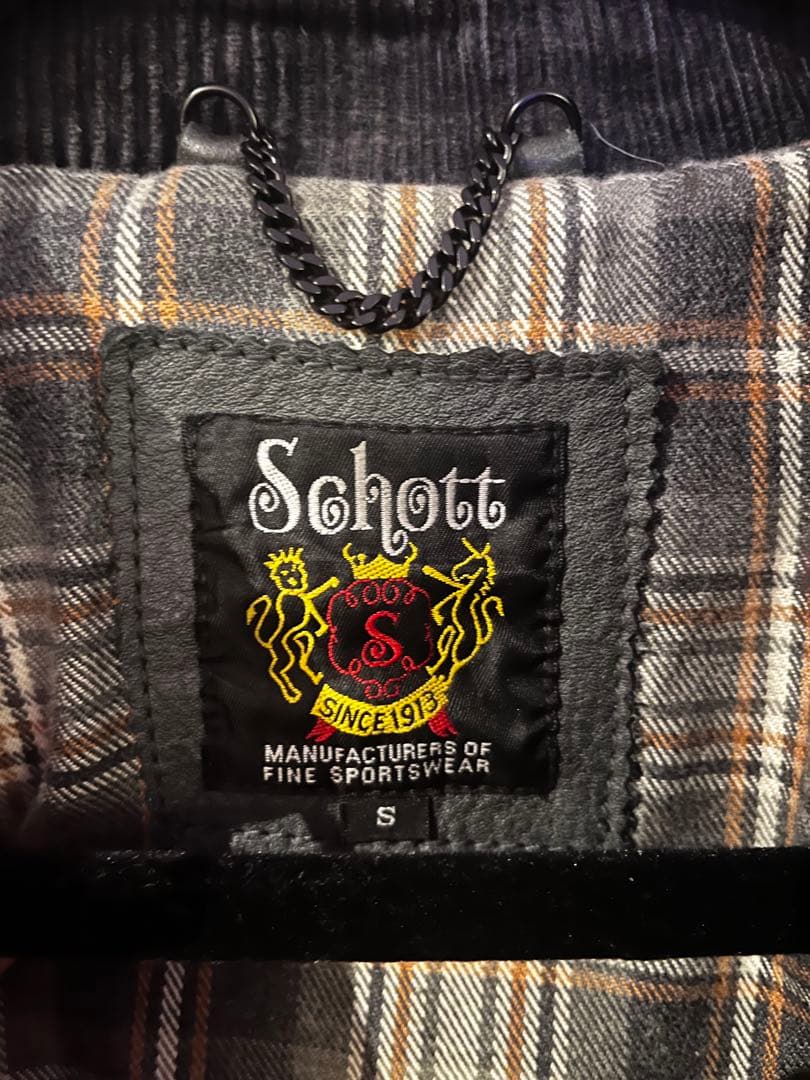 Schott
S
SINCE 1913
MANUFACTURERS OF
FINE SPORTSWEAR
S